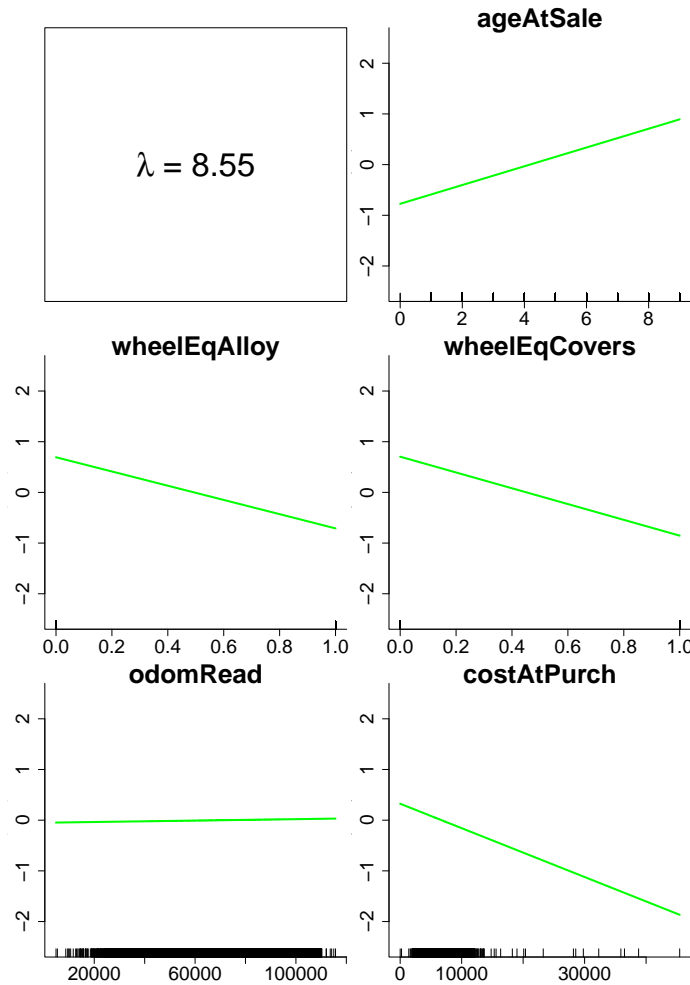 ageAtSale
λ = 8.55
2
1
0
−1
−2
0 2 4 6 8
wheelEqAlloy
wheelEqCovers
2
1
0
−1
−2
0.0 0.2 0.4 0.6 0.8 1.0
2
1
0
−1
−2
0.0 0.2 0.4 0.6 0.8 1.0
odomRead
costAtPurch
2
1
0
−1
−2
20000 60000 100000
2
1
0
−1
−2
0 10000 30000